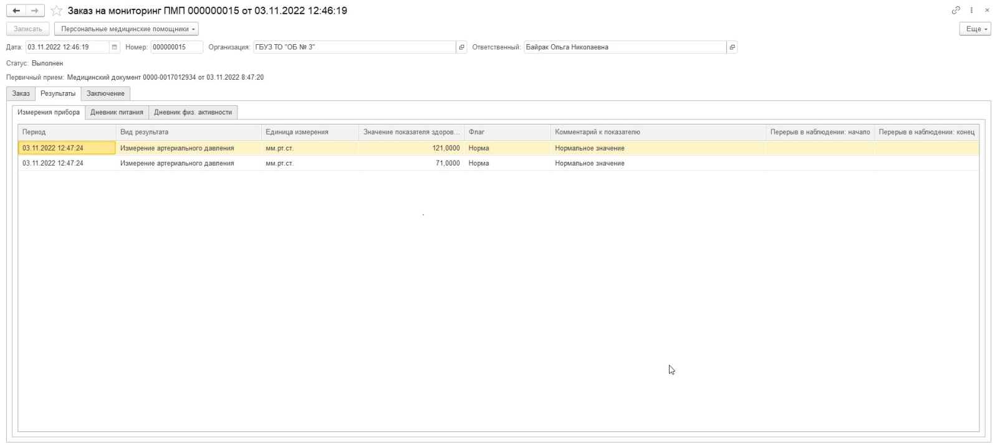 Заказ на мониторинг ПМП 000000015 от 03.11.2022 12:46:19
Записать Персональные медицинские помощники Еще
Дата: 03.11.2022 12:46:19 Номер: 000000015 Организация: ГБУЗ ТО "ОБ № 3" Ответственный: Байрак Ольга Николаевна
Статус: Выполнен
Первичный прием: Медицинский документ 0000-0017012934 от 03.11.2022 8:47:20
Заказ Результаты Заключение
Измерения прибора Дневник питания Дневник физ. активности
Период Вид результата Единица измерения Значение показателя здоров... Флаг Комментарий к показателю Перерыв в наблюдении: начало Перерыв в наблюдении: конец
03.11.2022 12:47:24 Измерение артериального давления мм.рт.ст. 121,0000 Норма Нормальное значение
03.11.2022 12:47:24 Измерение артериального давления мм.рт.ст. 71,0000 Норма Нормальное значение